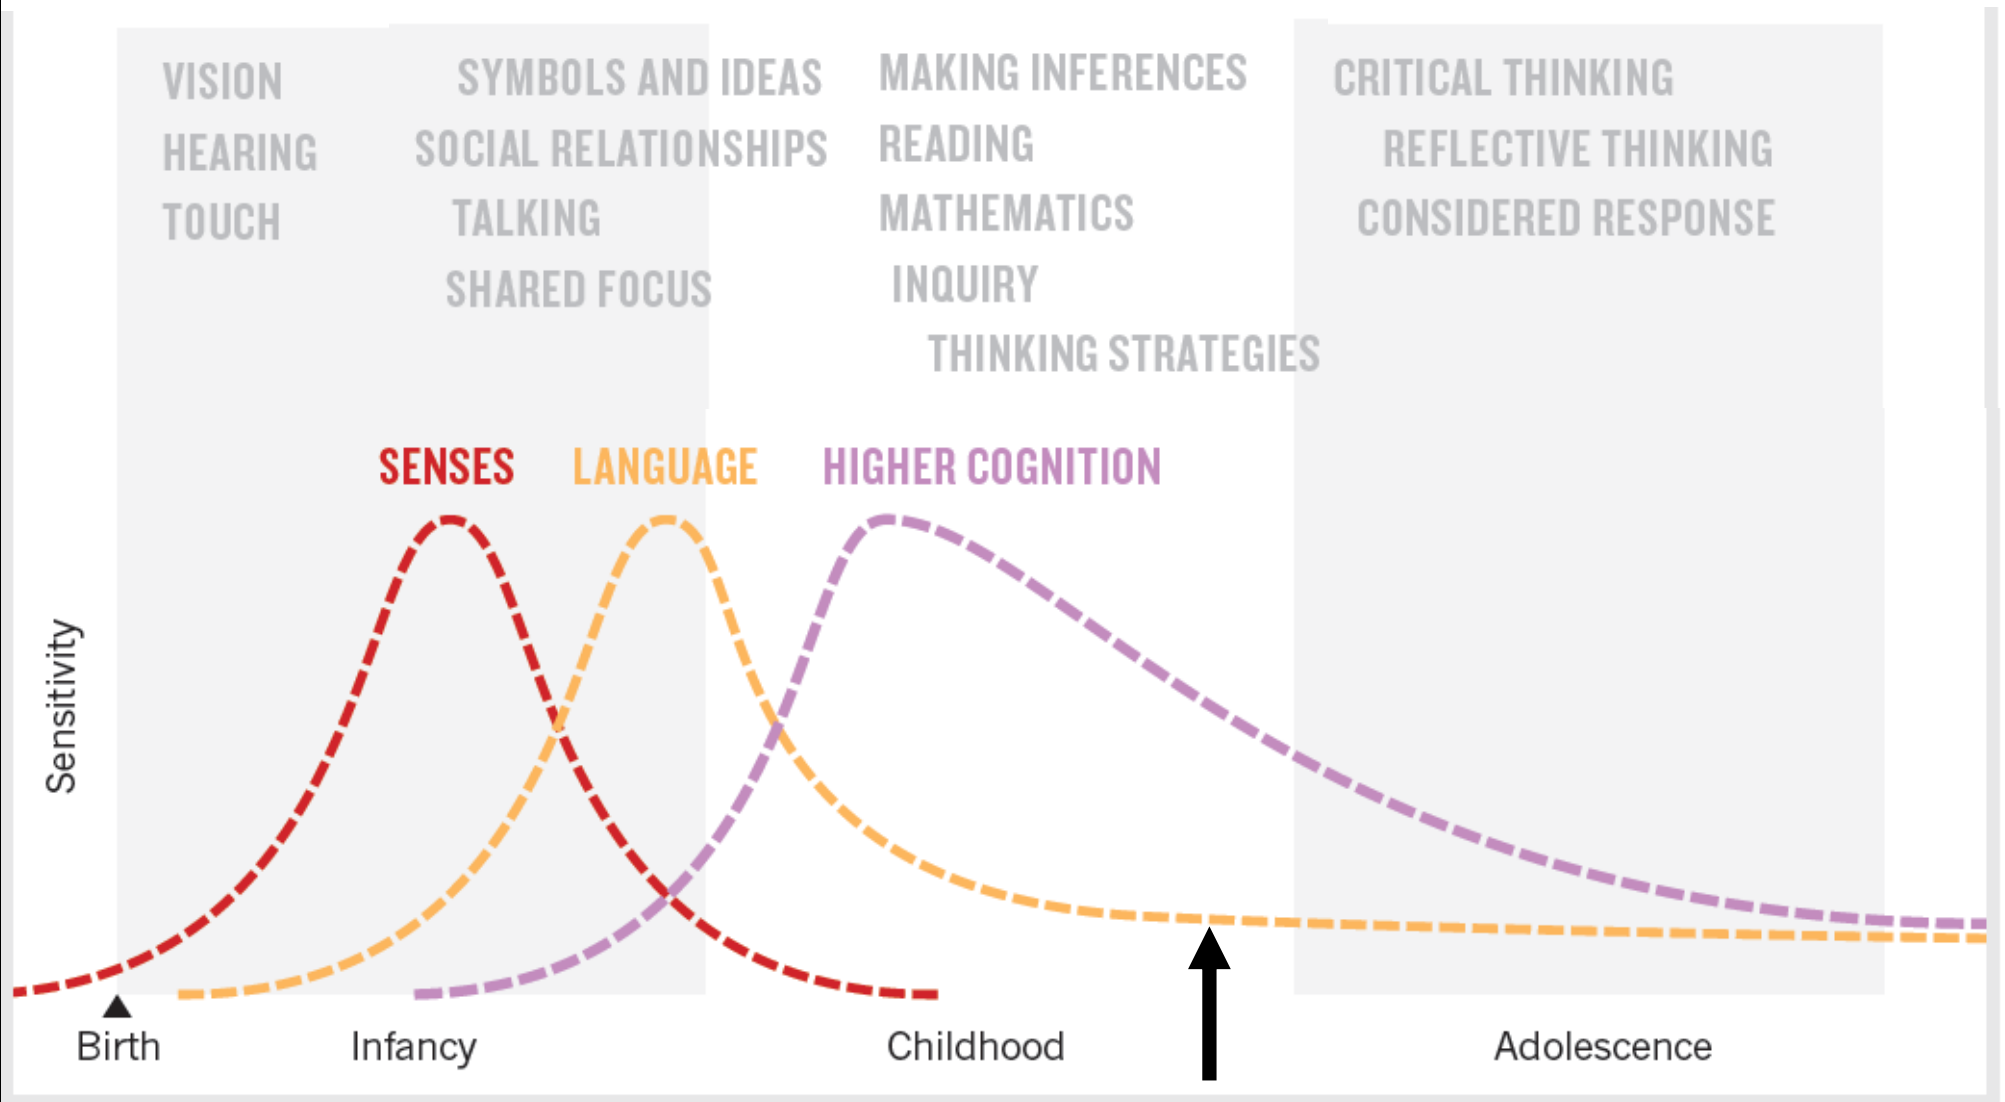 VISION
HEARING
TOUCH
SYMBOLS AND IDEAS
SOCIAL RELATIONSHIPS
TALKING
SHARED FOCUS
MAKING INFERENCES
READING
MATHEMATICS
INQUIRY
THINKING STRATEGIES
CRITICAL THINKING
REFLECTIVE THINKING
CONSIDERED RESPONSE
SENSES
LANGUAGE
HIGHER COGNITION
Sensitivity
Birth
Infancy
Childhood
Adolescence